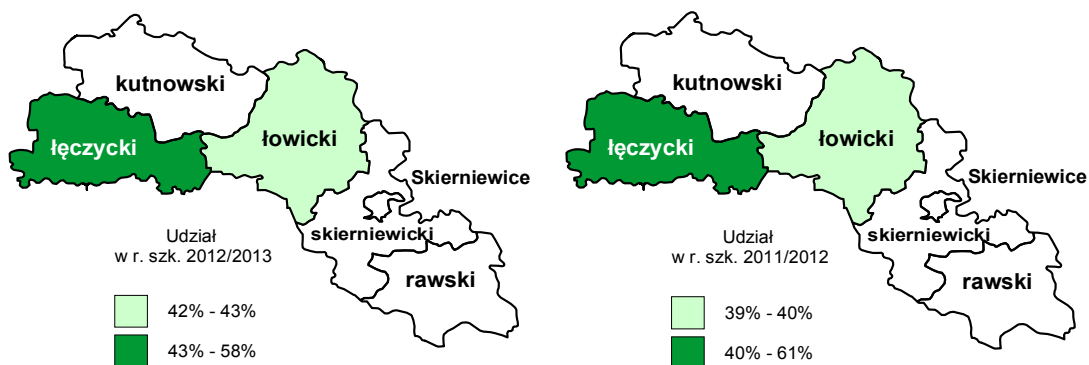 kutnowski
łęczycki
łowicki
Skierniewice
skierniewicki
rawski
Udział
w r. szk. 2012/2013
42% - 43%
43% - 58%
kutnowski
łęczycki
łowicki
Skierniewice
skierniewicki
rawski
Udział
w r. szk. 2011/2012
39% - 40%
40% - 61%